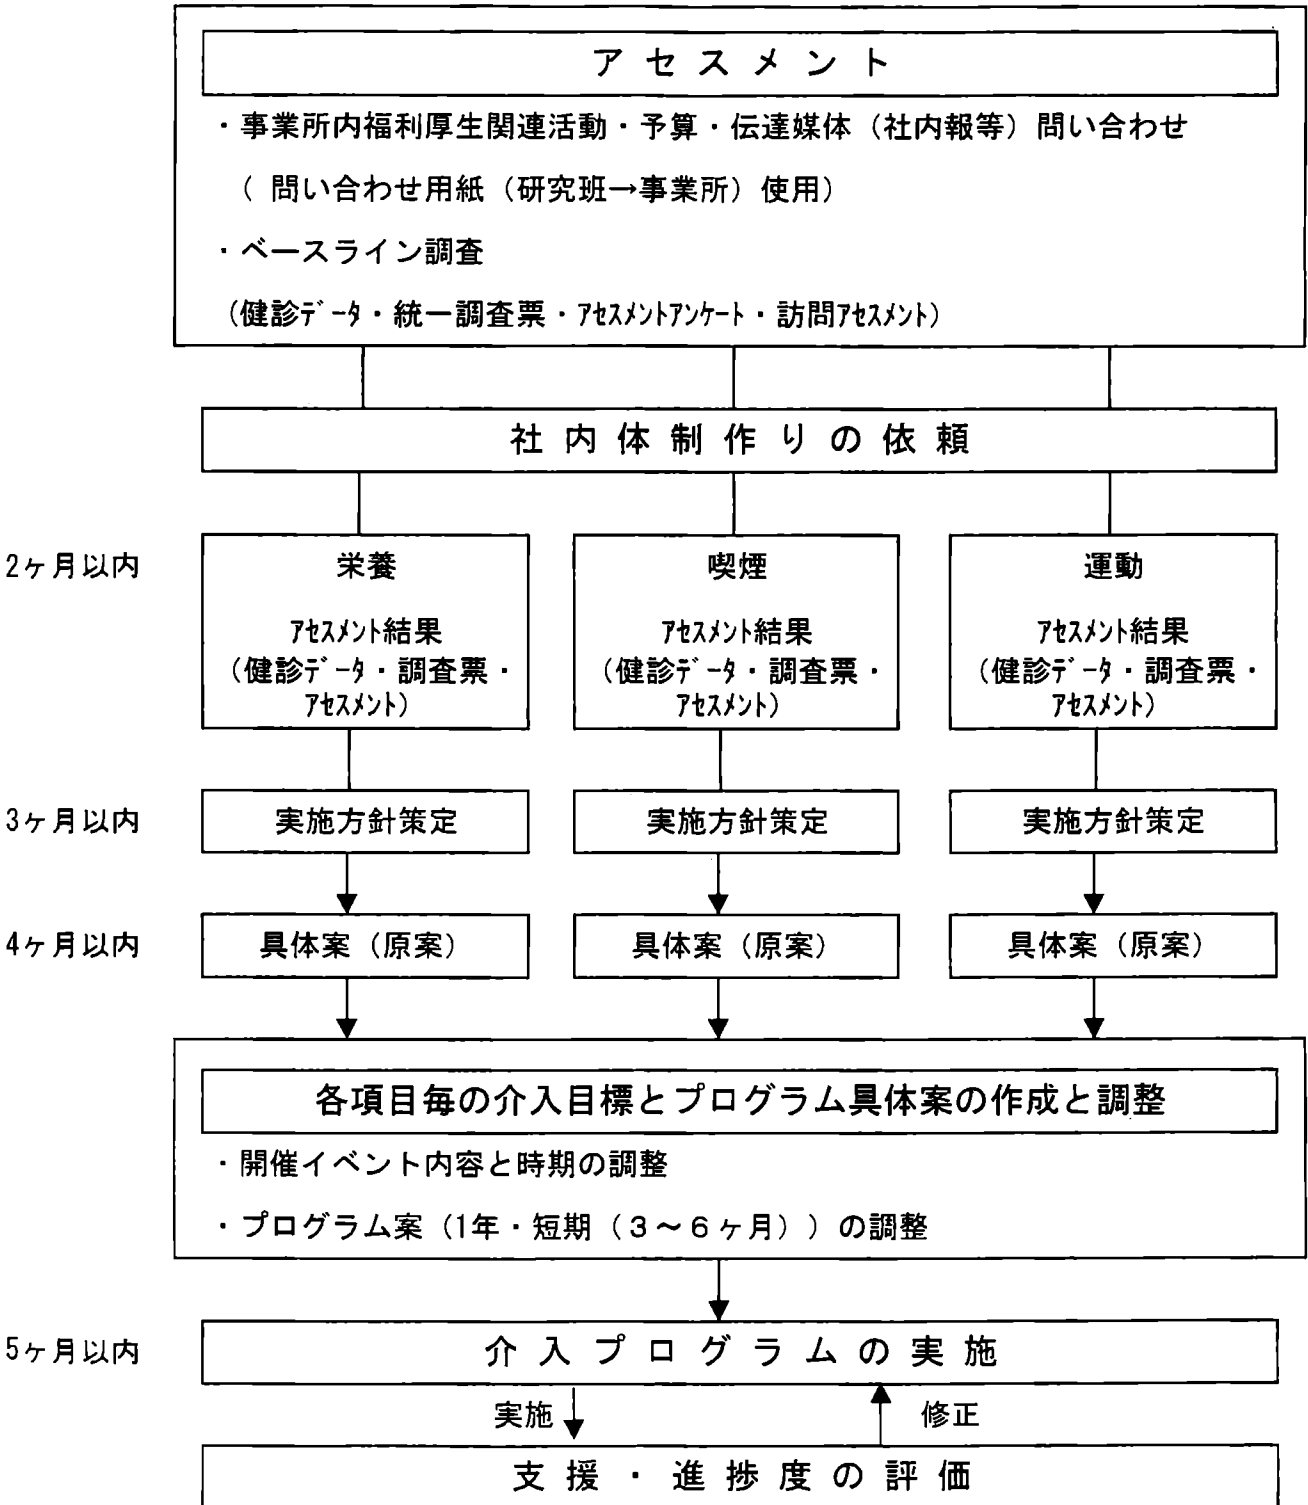 アセスメント
・事業所内福利厚生関連活動・予算・伝達媒体（社内報等）問い合わせ
（ 問い合わせ用紙（研究班→事業所）使用）
・ベースライン調査
（健診ﾃﾞｰﾀ・統一調査票・ｱｾｽﾒﾝﾄｱﾝｹｰﾄ・訪問ｱｾｽﾒﾝﾄ）
社内体制作りの依頼
2ヶ月以内
栄養
ｱｾｽﾒﾝﾄ結果
（健診ﾃﾞｰﾀ・調査票・
ｱｾｽﾒﾝﾄ）
喫煙
ｱｾｽﾒﾝﾄ結果
（健診ﾃﾞｰﾀ・調査票・
ｱｾｽﾒﾝﾄ）
運動
ｱｾｽﾒﾝﾄ結果
（健診ﾃﾞｰﾀ・調査票・
ｱｾｽﾒﾝﾄ）
3ヶ月以内
実施方針策定
実施方針策定
実施方針策定
4ヶ月以内
具体案（原案）
具体案（原案）
具体案（原案）
各項目毎の介入目標とプログラム具体案の作成と調整
・開催イベント内容と時期の調整
・プログラム案（1年・短期（３～６ヶ月））の調整
5ヶ月以内
介入プログラムの実施
実施
修正
支援・進捗度の評価